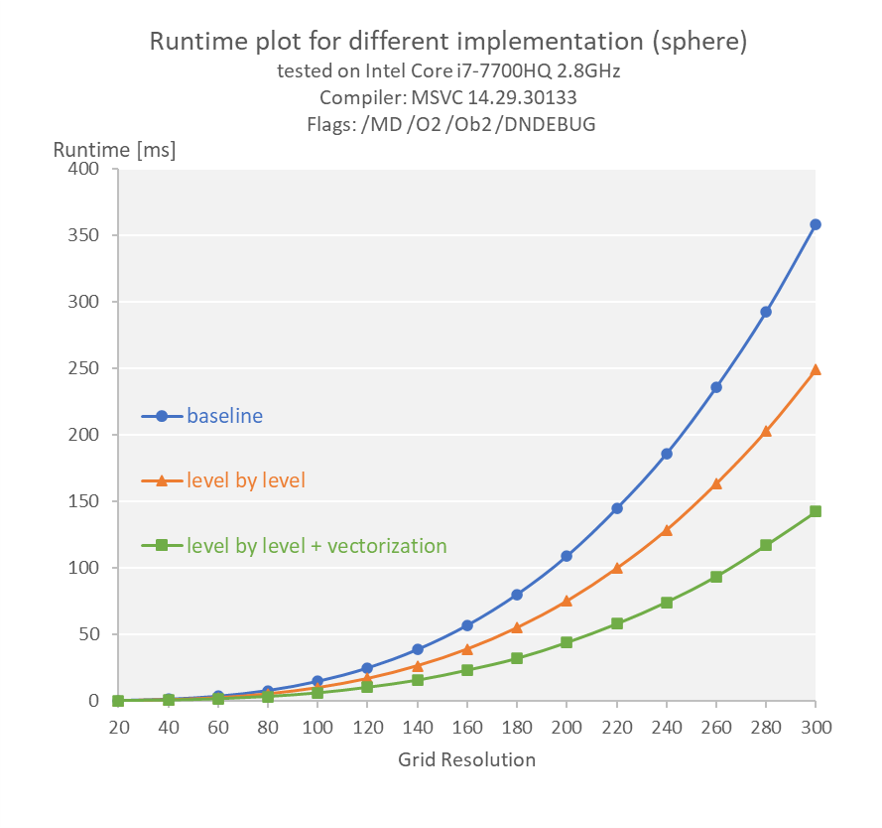 Runtime plot for different implementation (sphere)
tested on Intel Core i7-7700HQ 2.8GHz
Compiler: MSVC 14.29.30133
Flags: /MD /O2 /Ob2 /DNDEBUG
Runtime [ms]
400
350
300
250
200
150
100
50
0
baseline
level by level
level by level + vectorization
20 40 60 80 100 120 140 160 180 200 220 240 260 280 300
Grid Resolution